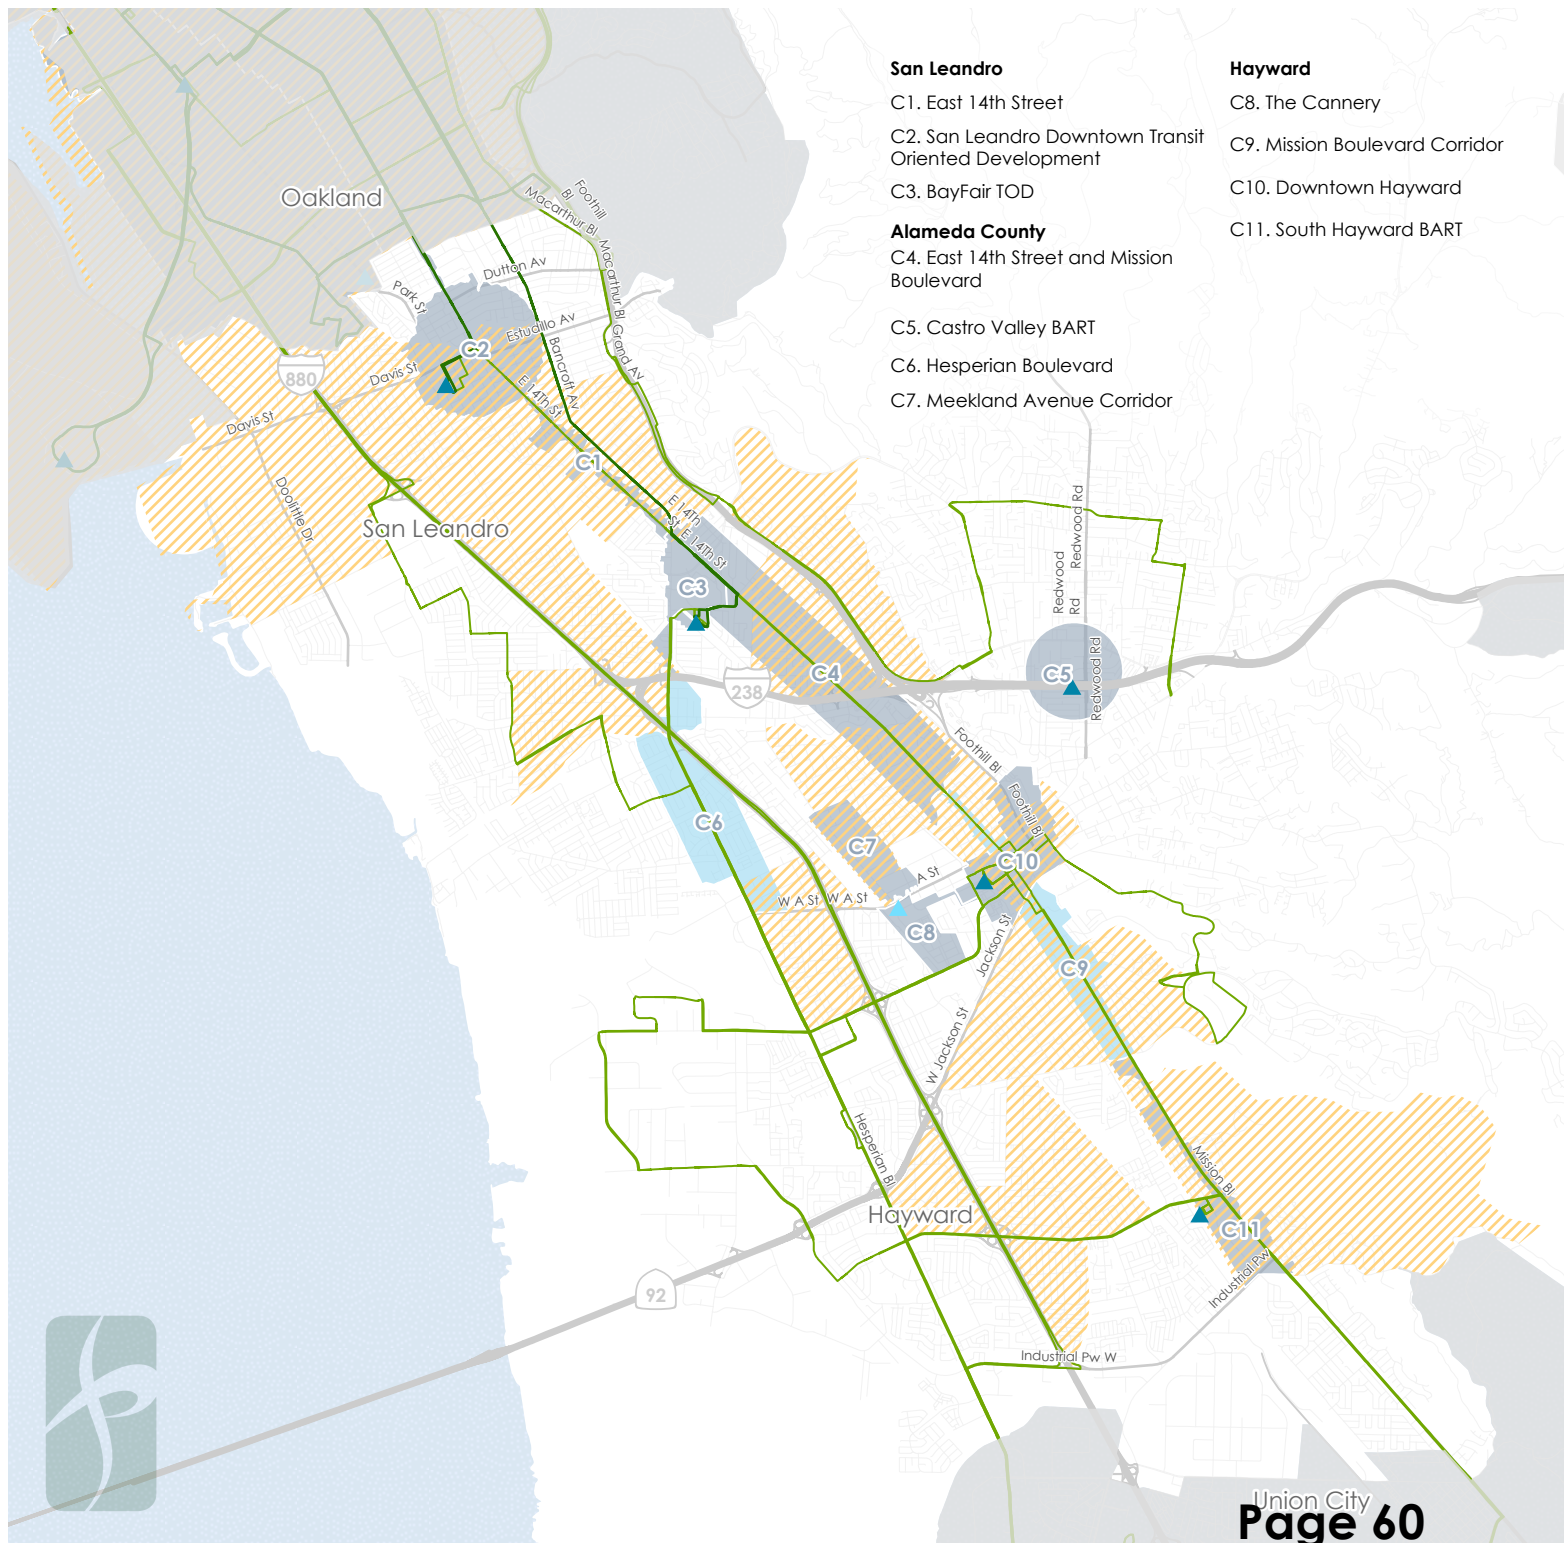 San Leandro
C1. East 14th Street
C2. San Leandro Downtown Transit
Oriented Development
C3. BayFair TOD
Alameda County
C4. East 14th Street and Mission
Boulevard
C5. Castro Valley BART
C6. Hesperian Boulevard
C7. Meekland Avenue Corridor
Hayward
C8. The Cannery
C9. Mission Boulevard Corridor
C10. Downtown Hayward
C11. South Hayward BART
Oakland
Foothill
Bl
Macarthur Bl
Macarthur Bl
Grand Av
Dutton Av
Park St
Estudillo Av
C2
Bancroft Av
880
Davis St
E 14Th St
Davis St
C1
Doolittle Dr
San Leandro
E 14Th
St
E 14Th St
Redwood Rd
Redwood
Rd
C3
Redwood Rd
C4
C5
238
Foothill Bl
Foothill Bl
C6
C7
C10
A St
W A St
W A St
C8
Jackson St
C9
W Jackson St
Hesperian Bl
Mission Bl
Hayward
C11
Industrial Pw
92
Industrial Pw W
Union City
Page 60